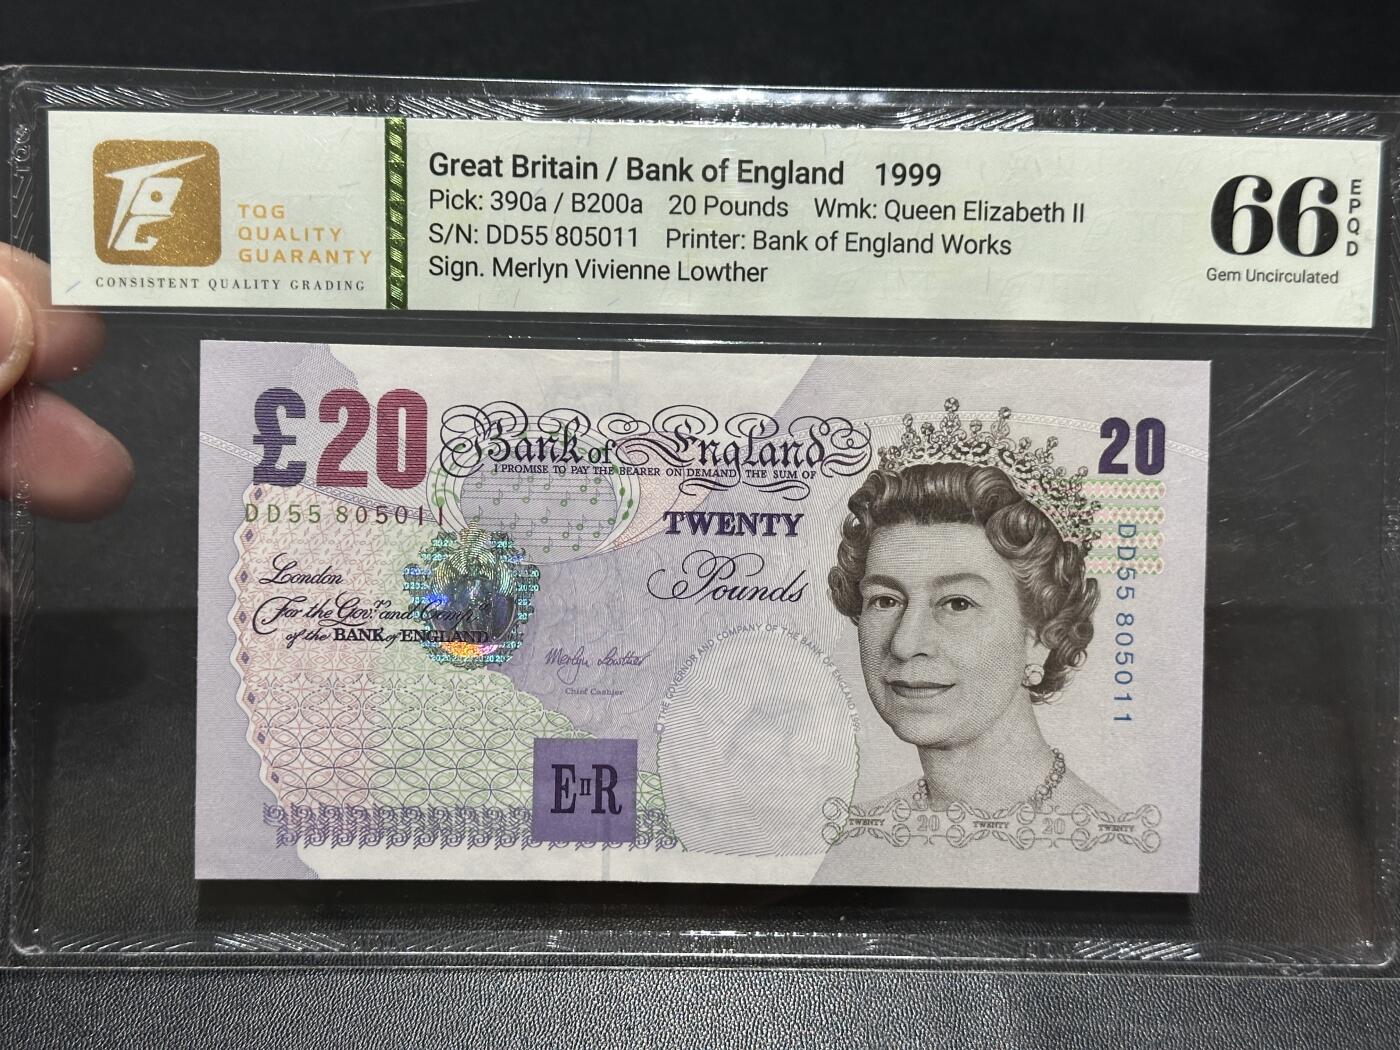 TQG
QUALITY
GUARANTY
CONSISTENT QUALITY GRADING
Great Britain / Bank of England 1999
Pick: 390a / B200a 20 Pounds Wmk: Queen Elizabeth II
S/N: DD55 805011 Printer: Bank of England Works
Sign. Merlyn Vivienne Lowther
66
EPQD
Gem Uncirculated
£20
Bank of England
I PROMISE TO PAY THE BEARER ON DEMAND THE SUM OF
20
DD55 805011
TWENTY
Pounds
London
For the Govr. and Compa.
of the BANK of ENGLAND
Merlyn Lowther
Chief Cashier
THE GOVERNOR AND COMPANY OF THE BANK OF ENGLAND 1999
DD55 805011
EIIR
TWENTY 20 TWENTY 20 TWENTY